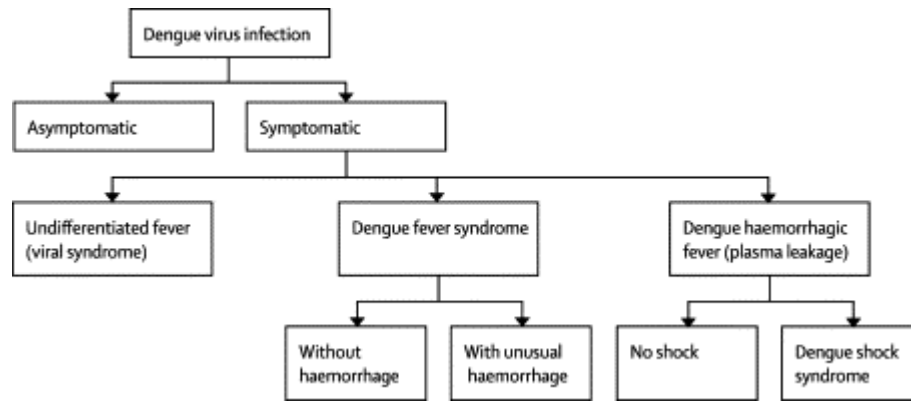 Dengue virus infection
Asymptomatic
Symptomatic
Undifferentiated fever
(viral syndrome)
Dengue fever syndrome
Dengue haemorrhagic
fever (plasma leakage)
Without
haemorrhage
With unusual
haemorrhage
No shock
Dengue shock
syndrome